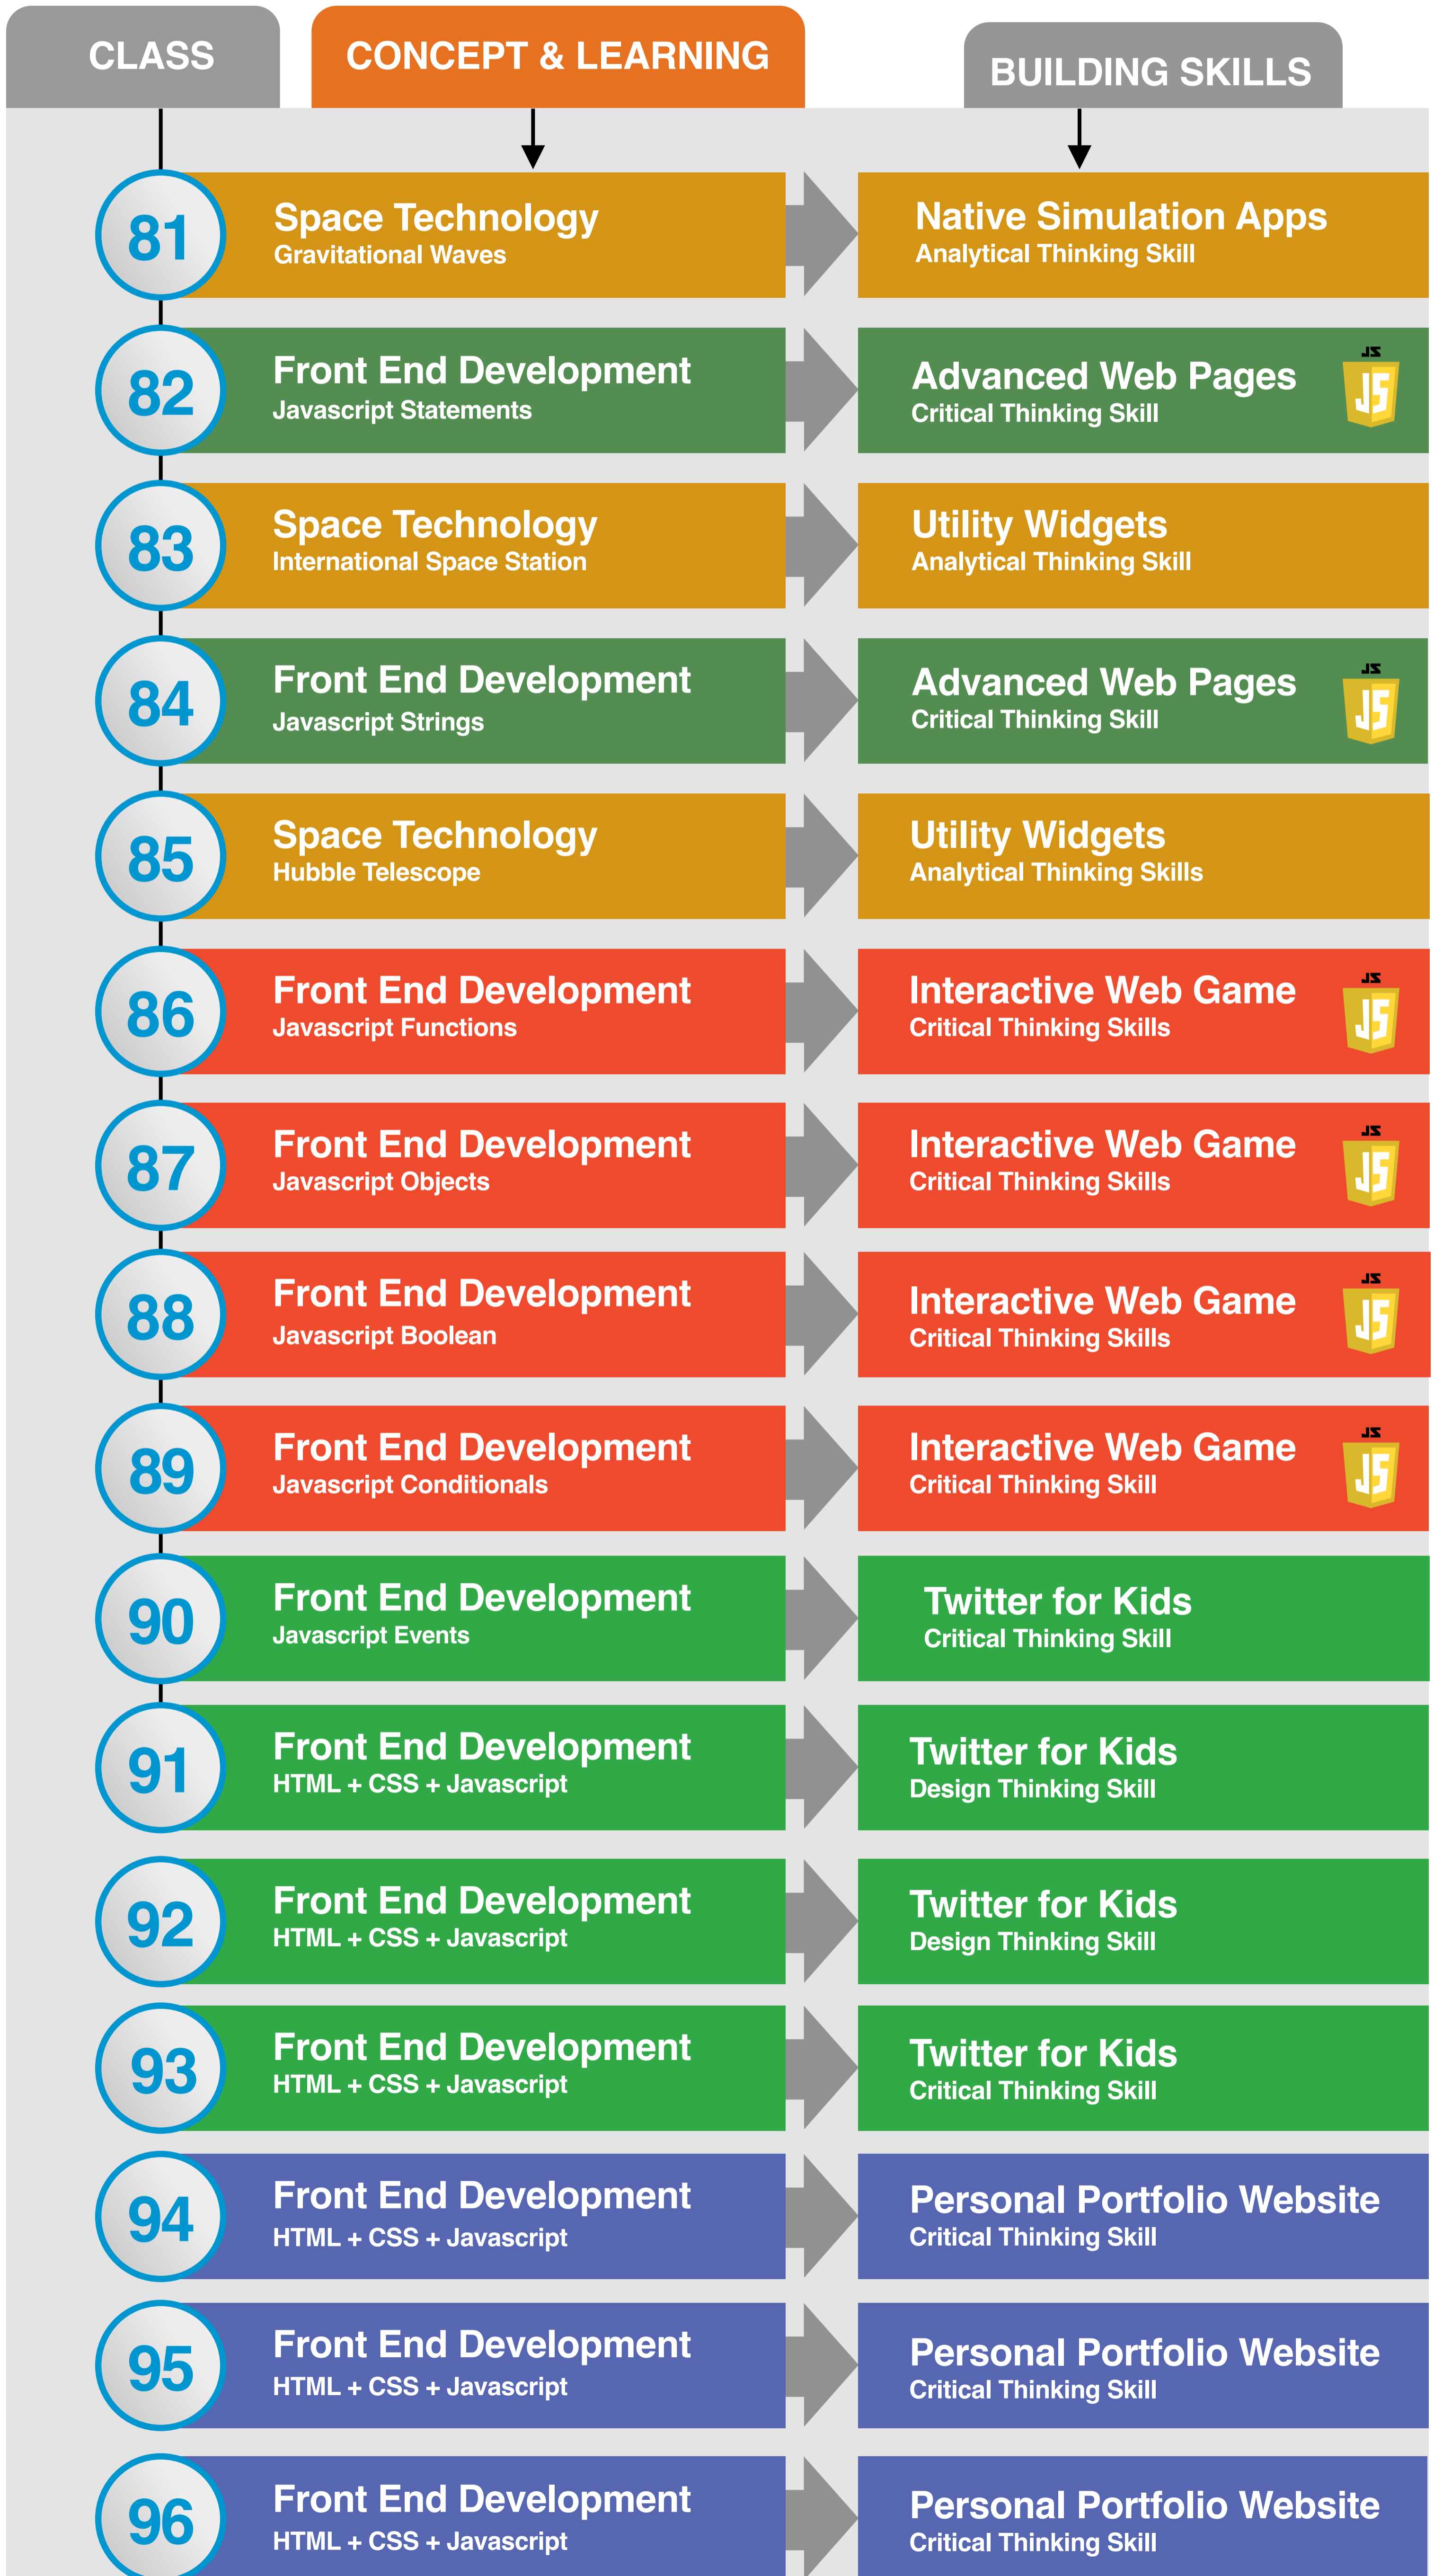 CLASS
CONCEPT & LEARNING
BUILDING SKILLS
81
Space Technology
Gravitational Waves
Native Simulation Apps
Analytical Thinking Skill
82
Front End Development
Javascript Statements
Advanced Web Pages
Critical Thinking Skill
JS
JS
83
Space Technology
International Space Station
Utility Widgets
Analytical Thinking Skill
84
Front End Development
Javascript Strings
Advanced Web Pages
Critical Thinking Skill
JS
JS
85
Space Technology
Hubble Telescope
Utility Widgets
Analytical Thinking Skills
86
Front End Development
Javascript Functions
Interactive Web Game
Critical Thinking Skills
JS
JS
87
Front End Development
Javascript Objects
Interactive Web Game
Critical Thinking Skills
JS
JS
88
Front End Development
Javascript Boolean
Interactive Web Game
Critical Thinking Skills
JS
JS
89
Front End Development
Javascript Conditionals
Interactive Web Game
Critical Thinking Skill
JS
JS
90
Front End Development
Javascript Events
Twitter for Kids
Critical Thinking Skill
91
Front End Development
HTML + CSS + Javascript
Twitter for Kids
Design Thinking Skill
92
Front End Development
HTML + CSS + Javascript
Twitter for Kids
Design Thinking Skill
93
Front End Development
HTML + CSS + Javascript
Twitter for Kids
Critical Thinking Skill
94
Front End Development
HTML + CSS + Javascript
Personal Portfolio Website
Critical Thinking Skill
95
Front End Development
HTML + CSS + Javascript
Personal Portfolio Website
Critical Thinking Skill
96
Front End Development
HTML + CSS + Javascript
Personal Portfolio Website
Critical Thinking Skill